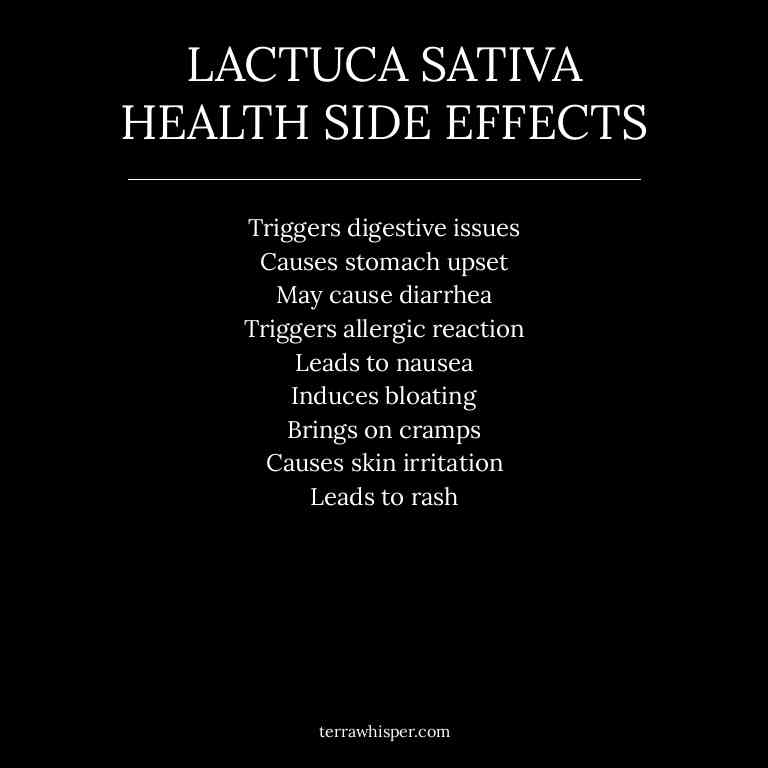 LACTUCA SATIVA
HEALTH SIDE EFFECTS
Triggers digestive issues
Causes stomach upset
May cause diarrhea
Triggers allergic reaction
Leads to nausea
Induces bloating
Brings on cramps
Causes skin irritation
Leads to rash
terrawhisper.com